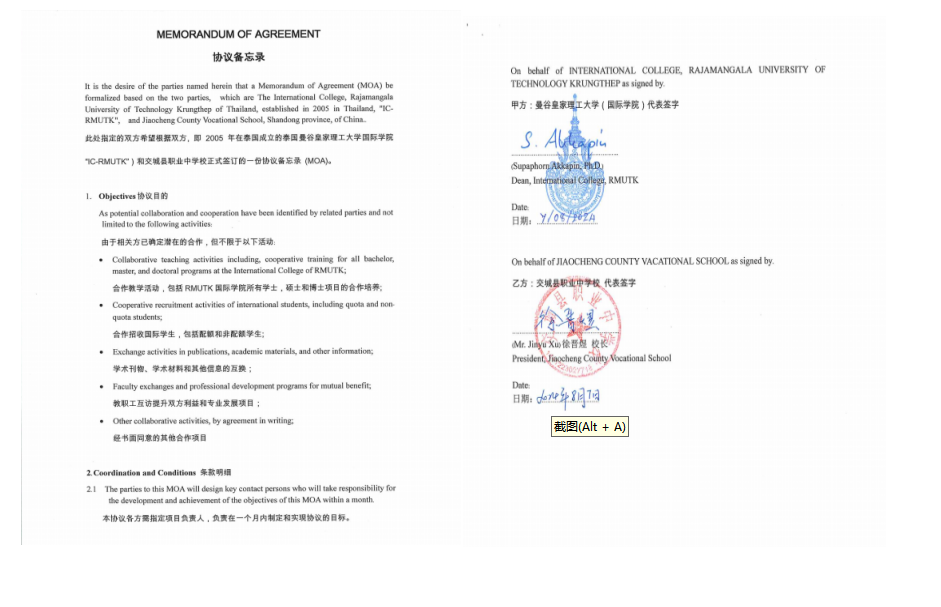 MEMORANDUM OF AGREEMENT
协议备忘录
It is the desire of the parties named herein that a Memorandum of Agreement (MOA) be
formalized based on the two parties, which are The International College, Rajamangala
University of Technology Krungthep of Thailand, established in 2005 in Thailand, "IC-
RMUTK", and Jiaocheng County Vocational School, Shandong province, of China.
此处指定的双方希望根据双方，即 2005 年在泰国成立的泰国曼谷皇家理工大学国际学院
"IC-RMUTK"）和交城县职业中学校正式签订的一份协议备忘录 (MOA)。
1. Objectives 协议目的
As potential collaboration and cooperation have been identified by related parties and not
limited to the following activities:
由于相关方已确定潜在的合作，但不限于以下活动:
• Collaborative teaching activities including, cooperative training for all bachelor,
master, and doctoral programs at the International College of RMUTK;
合作教学活动，包括 RMUTK 国际学院所有学士，硕士和博士项目的合作培养;
• Cooperative recruitment activities of international students, including quota and non-
quota students;
合作招收国际学生，包括配额和非配额学生;
• Exchange activities in publications, academic materials, and other information;
学术刊物、学术材料和其他信息的互换；
• Faculty exchanges and professional development programs for mutual benefit;
教职工互访提升双方利益和专业发展项目；
• Other collaborative activities, by agreement in writing;
经书面同意的其他合作项目
2. Coordination and Conditions 条款明细
2.1 The parties to this MOA will design key contact persons who will take responsibility for
the development and achievement of the objectives of this MOA within a month.
本协议各方需指定项目负责人，负责在一个月内制定和实现协议的目标。
On behalf of INTERNATIONAL COLLEGE, RAJAMANGALA UNIVERSITY OF
TECHNOLOGY KRUNGTHEP as signed by.
甲方：曼谷皇家理工大学（国际学院）代表签字
S. Akkapin
(Supaphorn Akkapin, Ph.D.)
Dean, International College, RMUTK
Date:
日期:
On behalf of JIAOCHENG COUNTY VACATIONAL SCHOOL as signed by.
乙方：交城县职业中学校 代表签字
徐晋煜
(Mr. Jinyu Xu) 徐晋煜 校长
President, Jiaocheng County Vocational School
Date:
日期: 2024年8月7日
截图(Alt + A)